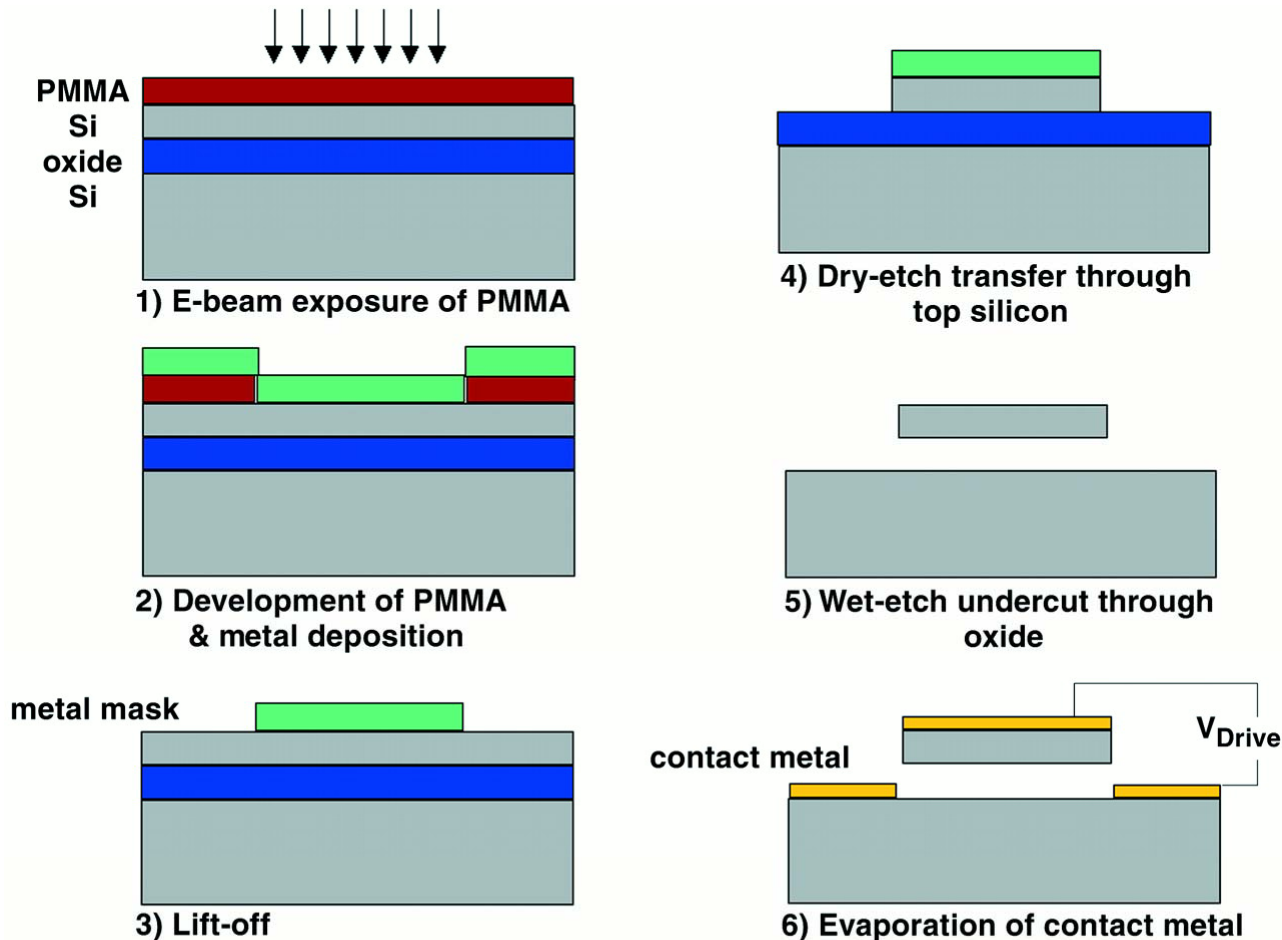 PMMA
Si
oxide
Si
1) E-beam exposure of PMMA
2) Development of PMMA
& metal deposition
metal mask
3) Lift-off
4) Dry-etch transfer through
top silicon
5) Wet-etch undercut through
oxide
contact metal
VDrive
6) Evaporation of contact metal